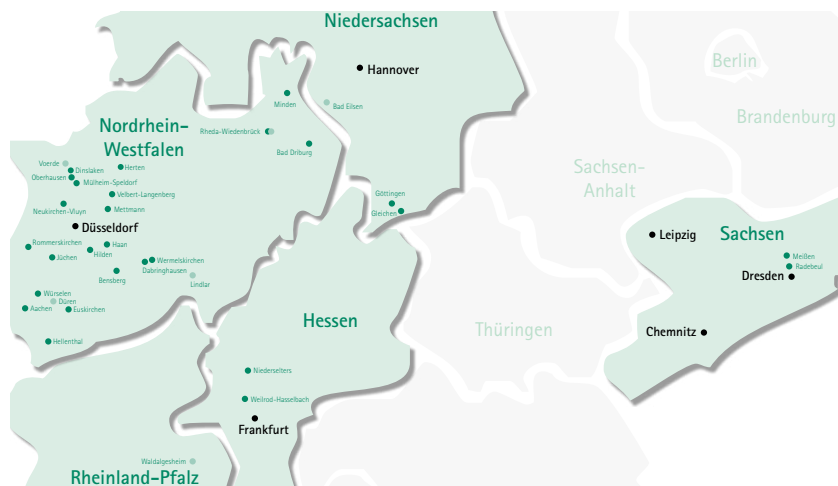 Niedersachsen
Hannover
Berlin
Minden
Bad Eilsen
Brandenburg
Nordrhein-
Westfalen
Rheda-Wiedenbrück
Bad Driburg
Voerde
Dinslaken
Herten
Oberhausen
Mülheim-Speldorf
Sachsen-
Anhalt
Velbert-Langenberg
Göttingen
Neukirchen-Vluyn
Mettmann
Gleichen
Düsseldorf
Leipzig
Sachsen
Rommerskirchen
Haan
Hilden
Jüchen
Wermelskirchen
Dabringhausen
Meißen
Radebeul
Bensberg
Lindlar
Dresden
Würselen
Düren
Aachen
Euskirchen
Hessen
Thüringen
Chemnitz
Hellenthal
Niederselters
Weilrod-Hasselbach
Frankfurt
Waldalgesheim
Rheinland-Pfalz